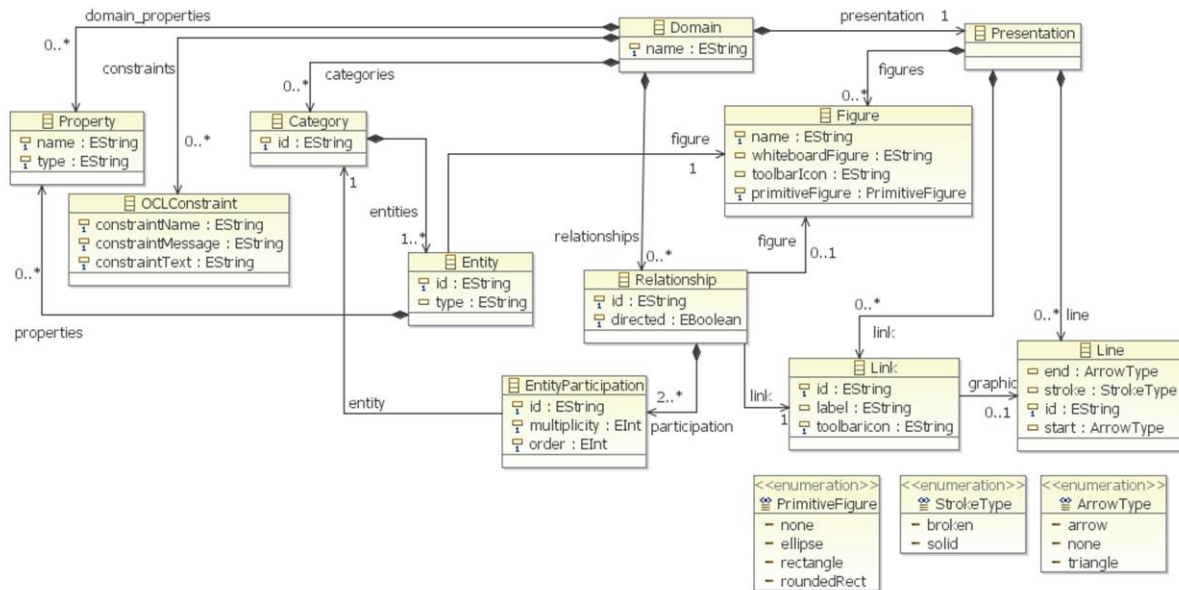 domain_properties
Domain
presentation
1
Presentation
name : EString
0..*
constraints
categories
figures
0..*
0..*
Property
name : EString
type : EString
Category
id : EString
Figure
name : EString
whiteboardFigure : EString
toolbarIcon : EString
primitiveFigure : PrimitiveFigure
0..*
figure
1
1
OCLConstraint
constraintName : EString
constraintMessage : EString
constraintText : EString
entities
1..*
relationships
0..*
figure
0..1
0..*
Entity
id : EString
type : EString
Relationship
id : EString
directed : EBoolean
properties
0..*
link
0..*
line
Link
id : EString
label : EString
toolbaricon : EString
Line
end : ArrowType
stroke : StrokeType
id : EString
start : ArrowType
graphic
0..1
EntityParticipation
id : EString
multiplicity : EInt
order : EInt
entity
2..*
participation
link
1
<<enumeration>>
PrimitiveFigure
none
ellipse
rectangle
roundedRect
<<enumeration>>
StrokeType
broken
solid
<<enumeration>>
ArrowType
arrow
none
triangle